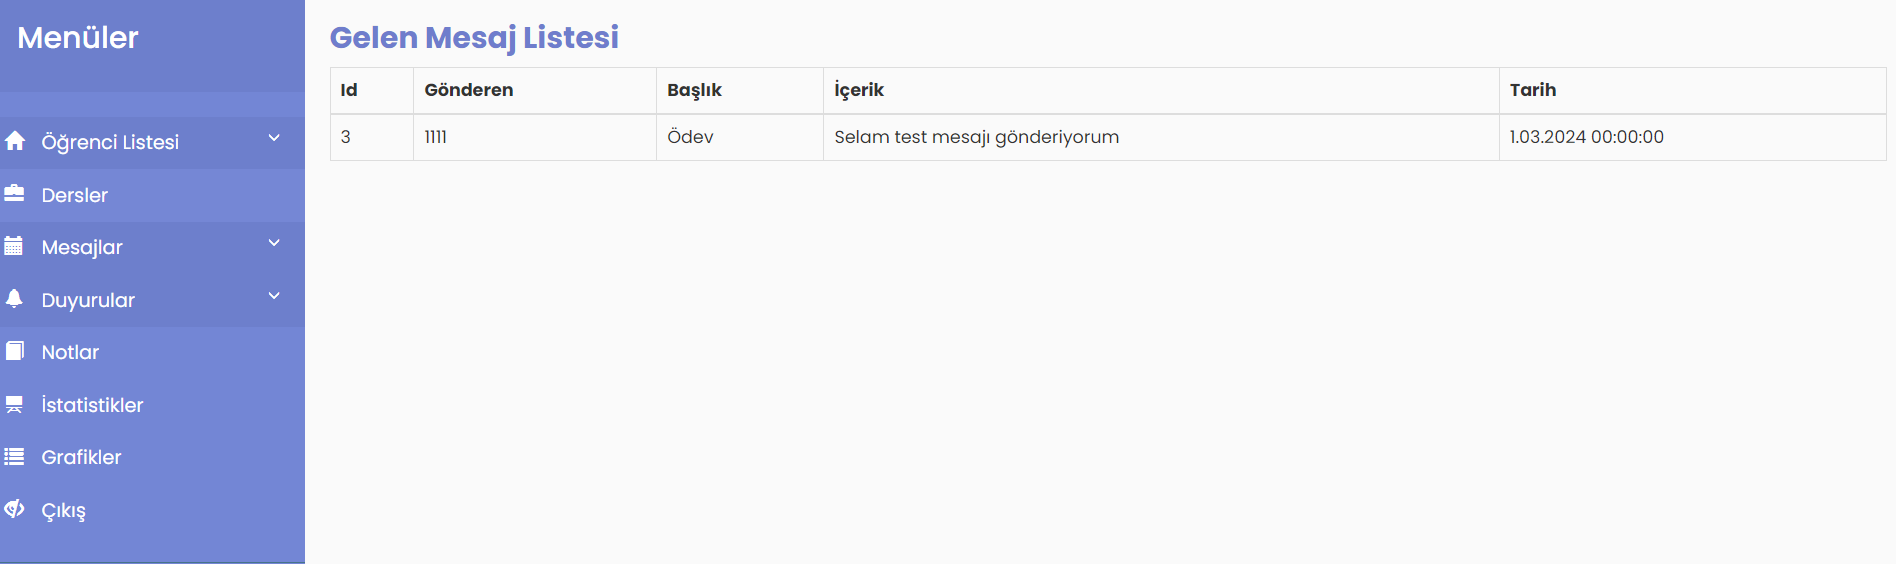 Menüler
Öğrenci Listesi
Dersler
Mesajlar
Duyurular
Notlar
İstatistikler
Grafikler
Çıkış
Gelen Mesaj Listesi
Id Gönderen Başlık İçerik Tarih
3 1111 Ödev Selam test mesajı gönderiyorum 1.03.2024 00:00:00